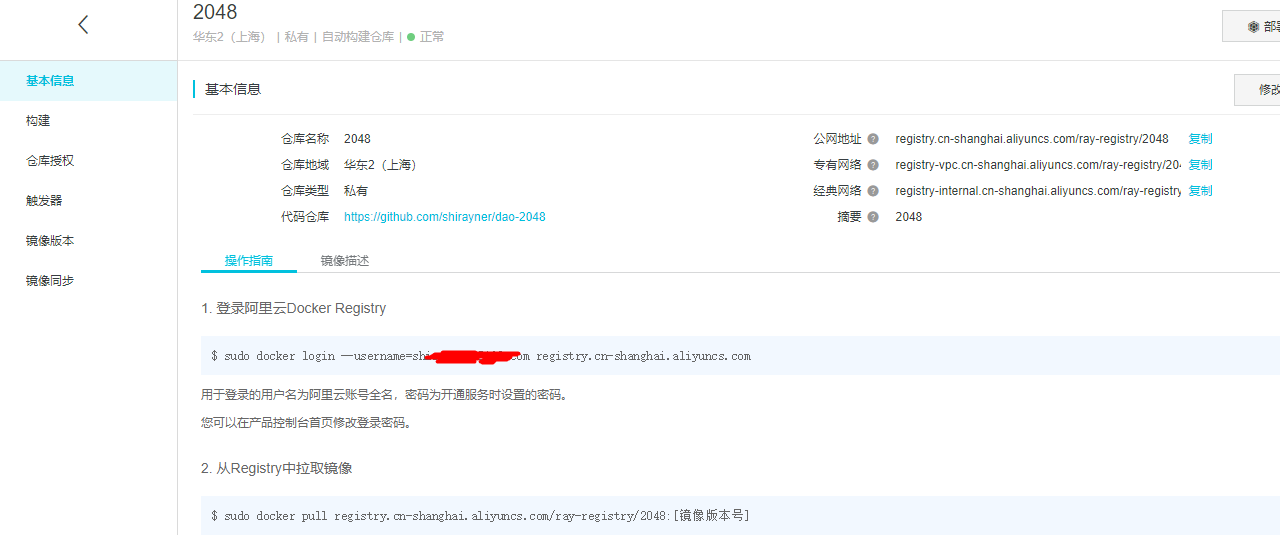 2048
华东2（上海） | 私有 | 自动构建仓库 | 正常
基本信息
构建
仓库授权
触发器
镜像版本
镜像同步
基本信息
修改
仓库名称 2048
仓库地域 华东2（上海）
仓库类型 私有
代码仓库 https://github.com/shirayner/dao-2048
公网地址 ? registry.cn-shanghai.aliyuncs.com/ray-registry/2048 复制
专有网络 ? registry-vpc.cn-shanghai.aliyuncs.com/ray-registry/204 复制
经典网络 ? registry-internal.cn-shanghai.aliyuncs.com/ray-registry 复制
摘要 ? 2048
操作指南 镜像描述
1. 登录阿里云Docker Registry
$ sudo docker login --username=shi om registry.cn-shanghai.aliyuncs.com
用于登录的用户名为阿里云账号全名，密码为开通服务时设置的密码。
您可以在产品控制台首页修改登录密码。
2. 从Registry中拉取镜像
$ sudo docker pull registry.cn-shanghai.aliyuncs.com/ray-registry/2048:[镜像版本号]